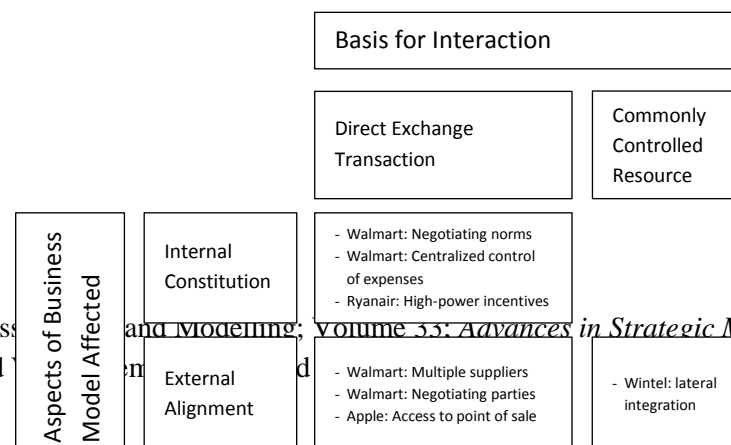 Basis for Interaction
Direct Exchange
Transaction
Commonly
Controlled
Resource
Aspects of Business
Model Affected
Internal
Constitution
- Walmart: Negotiating norms
- Walmart: Centralized control
of expenses
- Ryanair: High-power incentives
and Modelling; Volume 33: Advances in Strategic
External
Alignment
- Walmart: Multiple suppliers
- Walmart: Negotiating parties
- Apple: Access to point of sale
- Wintel: lateral
integration